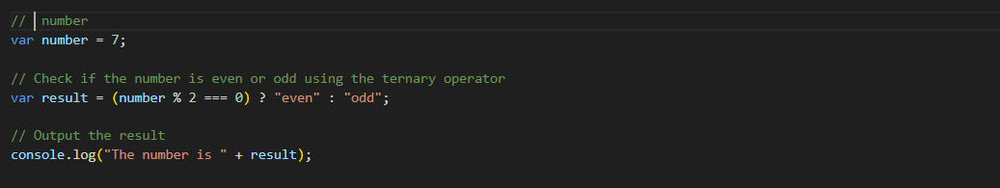 // number
var number = 7;
// Check if the number is even or odd using the ternary operator
var result = (number % 2 === 0) ? "even" : "odd";
// Output the result
console.log("The number is " + result);